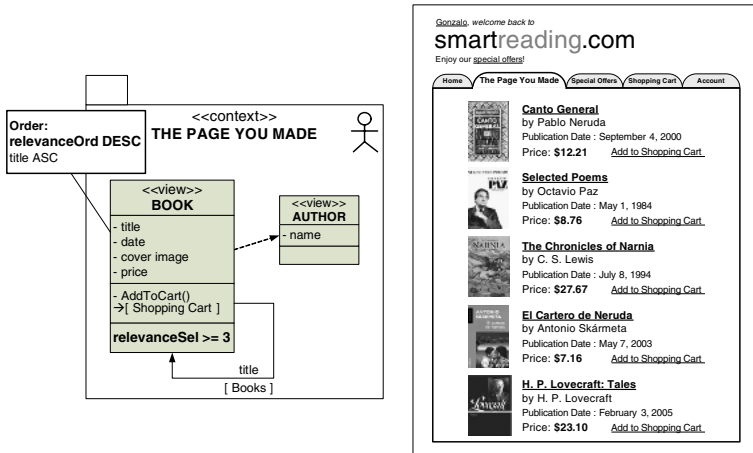 <<context>>
THE PAGE YOU MADE
Order:
relevanceOrd DESC
title ASC
<<view>>
BOOK
- title
- date
- cover image
- price
- AddToCart()
→[ Shopping Cart ]
relevanceSel >= 3
<<view>>
AUTHOR
- name
title
[ Books ]
Gonzalo, welcome back to
smartreading.com
Enjoy our special offers!
Home
The Page You Made
Special Offers
Shopping Cart
Account
CANTO
GENERAL
Canto General
by Pablo Neruda
Publication Date : September 4, 2000
Price: $12.21 Add to Shopping Cart
PAZ
Selected Poems
by Octavio Paz
Publication Date : May 1, 1984
Price: $8.76 Add to Shopping Cart
NARNIA
The Chronicles of Narnia
by C. S. Lewis
Publication Date : July 8, 1994
Price: $27.67 Add to Shopping Cart
El Cartero de Neruda
by Antonio Skármeta
Publication Date : May 7, 2003
Price: $7.16 Add to Shopping Cart
Lovecraft
H. P. Lovecraft: Tales
by H. P. Lovecraft
Publication Date : February 3, 2005
Price: $23.10 Add to Shopping Cart